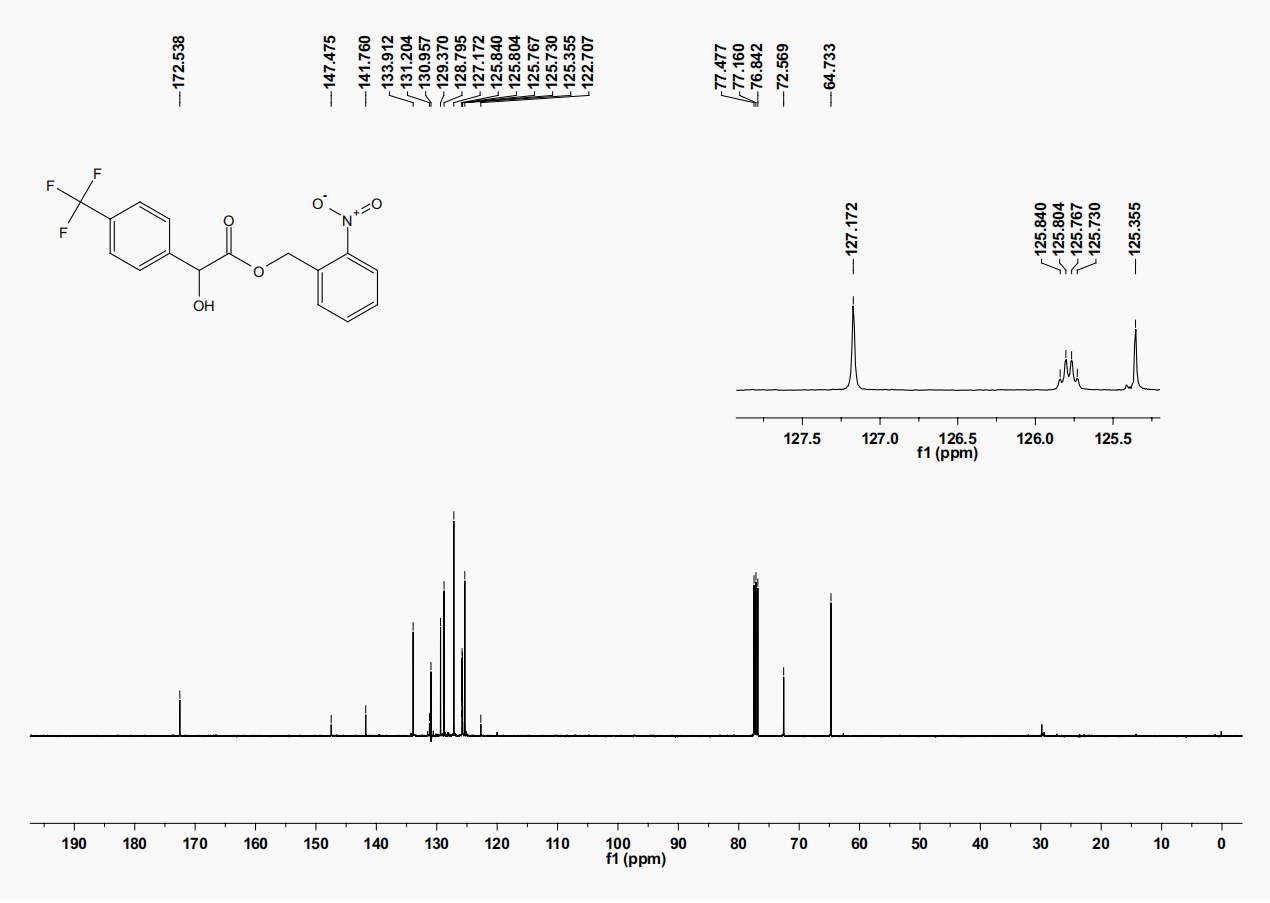 172.538
147.475
141.760
133.912
131.204
130.957
129.370
128.795
127.172
125.840
125.804
125.767
125.730
125.355
122.707
77.477
77.160
76.842
72.569
64.733
F
F
F
OH
O
O
O-
N+
O
127.172
125.840
125.804
125.767
125.730
125.355
127.5 127.0 126.5 126.0 125.5
f1 (ppm)
190 180 170 160 150 140 130 120 110 100 90 80 70 60 50 40 30 20 10 0
f1 (ppm)